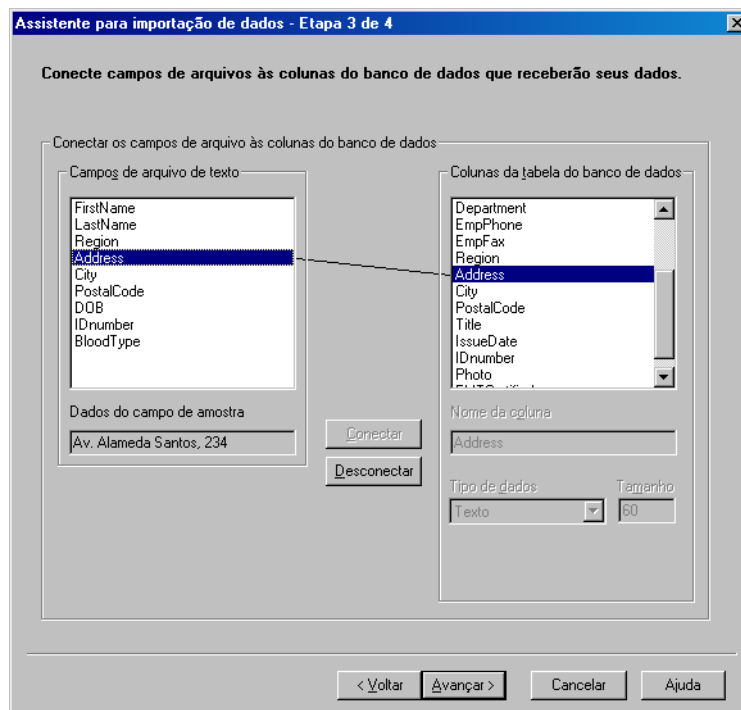 Assistente para importação de dados - Etapa 3 de 4
Conecte campos de arquivos às colunas do banco de dados que receberão seus dados.
Conectar os campos de arquivo às colunas do banco de dados
Campos de arquivo de texto
FirstName
LastName
Region
Address
City
PostalCode
DOB
IDnumber
BloodType
Dados do campo de amostra
Av. Alameda Santos, 234
Conectar
Desconectar
Colunas da tabela do banco de dados
Department
EmpPhone
EmpFax
Region
Address
City
PostalCode
Title
IssueDate
IDnumber
Photo
Nome da coluna
Address
Tipo de dados
Tamanho
Texto
60
< Voltar
Avançar >
Cancelar
Ajuda